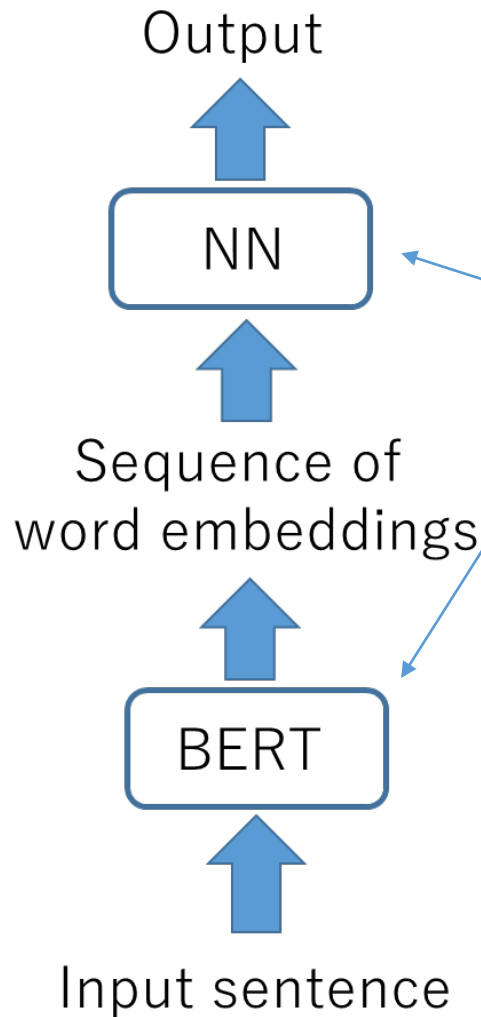 Output
NN
Sequence of
word embeddings
BERT
Input sentence